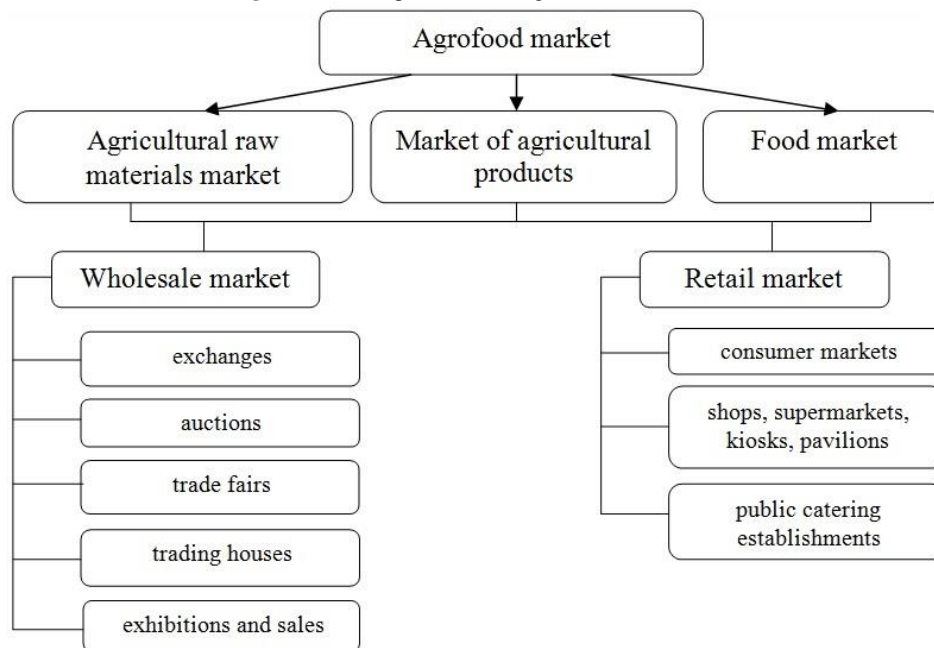 Agrofood market
Agricultural raw
materials market
Market of agricultural
products
Food market
Wholesale market
Retail market
exchanges
auctions
trade fairs
trading houses
exhibitions and sales
consumer markets
shops, supermarkets,
kiosks, pavilions
public catering
establishments